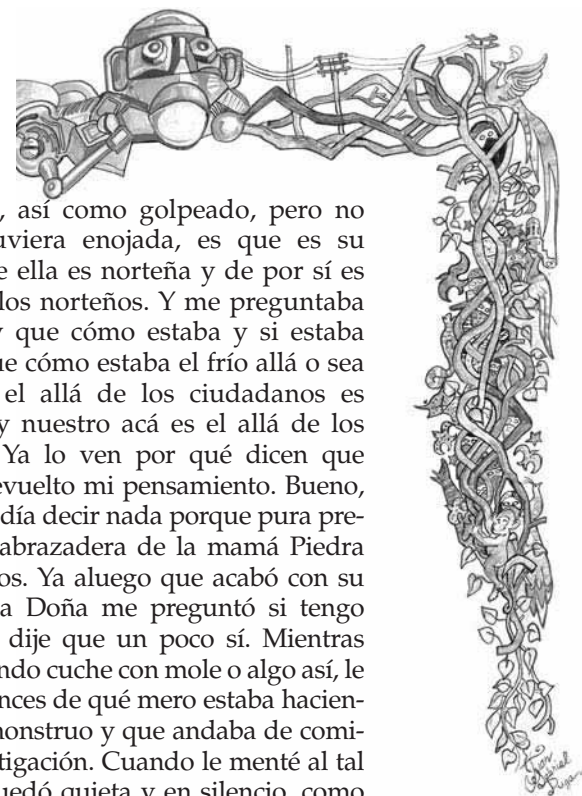 , así como golpeado, pero no
uviera enojada, es que es su
e ella es norteña y de por sí es
los norteños. Y me preguntaba
y que cómo estaba y si estaba
ue cómo estaba el frío allá o sea
el allá de los ciudadanos es
y nuestro acá es el allá de los
Ya lo ven por qué dicen que
evuelto mi pensamiento. Bueno,
día decir nada porque pura pre-
abrazadera de la mamá Piedra
os. Ya aluego que acabó con su
a Doña me preguntó si tengo
dije que un poco sí. Mientras
ndo cuche con mole o algo así, le
nces de qué mero estaba hacien-
monstruo y que andaba de comi-
tigación. Cuando le menté al tal
uedó quieta y en silencio, como